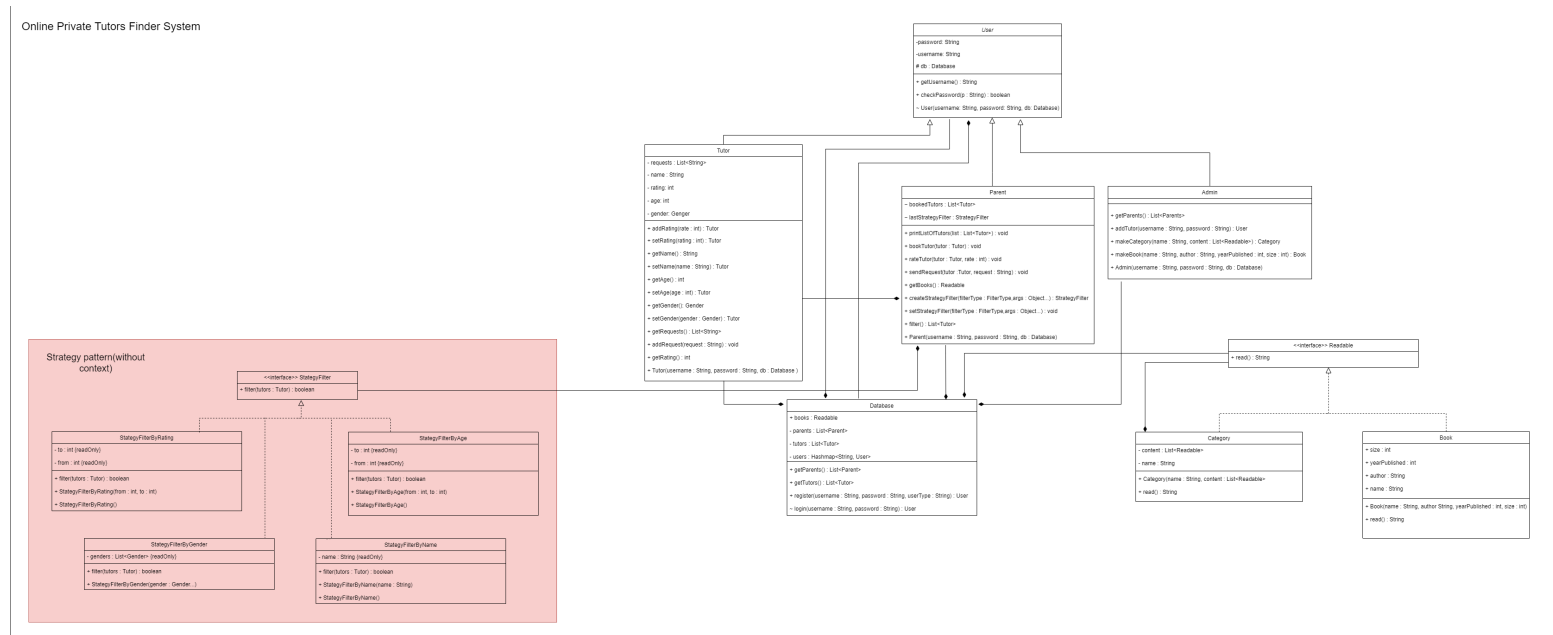 Online Private Tutors Finder System
User
-password: String
-username: String
# db : Database
+ getUsername() : String
+ checkPassword(p : String) : boolean
~ User(username: String, password: String, db: Database)
Tutor
- requests : List<String>
- name : String
- rating: int
- age: int
- gender: Genger
+ addRating(rate : int) : Tutor
+ setRating(rating : int) : Tutor
+ getName() : String
+ setName(name : String) : Tutor
+ getAge() : int
+ setAge(age : int) : Tutor
+ getGender(): Gender
+ setGender(gender : Gender) : Tutor
+ getRequests() : List<String>
+ addRequest(request : String) : void
+ getRating() : int
+ Tutor(username : String, password : String, db : Database )
Parent
~ bookedTutors : List<Tutor>
~ lastStrategyFilter : StrategyFilter
+ printListOfTutors(list : List<Tutor>) : void
+ bookTutor(tutor : Tutor) : void
+ rateTutor(tutor : Tutor, rate : int) : void
+ sendRequest(tutor :Tutor, request : String) : void
+ getBooks() : Readable
+ createStrategyFilter(filterType : FilterType,args : Object...) : StrategyFilter
+ setStrategyFilter(filterType : FilterType,args : Object...) : void
+ filter() : List<Tutor>
+ Parent(username : String, password : String, db : Database)
Admin
+ getParents() : List<Parents>
+ addTutor(username : String, password : String) : User
+ makeCategory(name : String, content : List<Readable>) : Category
+ makeBook(name : String, author : String, yearPublished : int, size : int) : Book
+ Admin(username : String, password : String, db : Database)
Strategy pattern(without
context)
<<interface>> StategyFilter
+ filter(tutors : Tutor) : boolean
StategyFilterByRating
- to : int {readOnly}
- from : int {readOnly}
+ filter(tutors : Tutor) : boolean
+ StategyFilterByRating(from : int, to : int)
+ StategyFilterByRating()
StategyFilterByAge
- to : int {readOnly}
- from : int {readOnly}
+ filter(tutors : Tutor) : boolean
+ StategyFilterByAge(from : int, to : int)
+ StategyFilterByAge()
StategyFilterByGender
- genders : List<Gender> {readOnly}
+ filter(tutors : Tutor) : boolean
+ StategyFilterByGender(gender : Gender...)
StategyFilterByName
- name : String {readOnly}
+ filter(tutors : Tutor) : boolean
+ StategyFilterByName(name : String)
+ StategyFilterByName()
Database
+ books : Readable
- parents : List<Parent>
- tutors : List<Tutor>
- users : Hashmap<String, User>
+ getParents() : List<Parent>
+ getTutors() : List<Tutor>
+ register(username : String, password : String, userType : String) : User
~ login(username : String, password : String) : User
<<interface>> Readable
+ read() : String
Category
- content : List<Readable>
- name : String
+ Category(name : String, content : List<Readable>
+ read() : String
Book
+ size : int
+ yearPublished : int
+ author : String
+ name : String
+ Book(name : String, author String, yearPublished : int, size : int)
+ read() : String